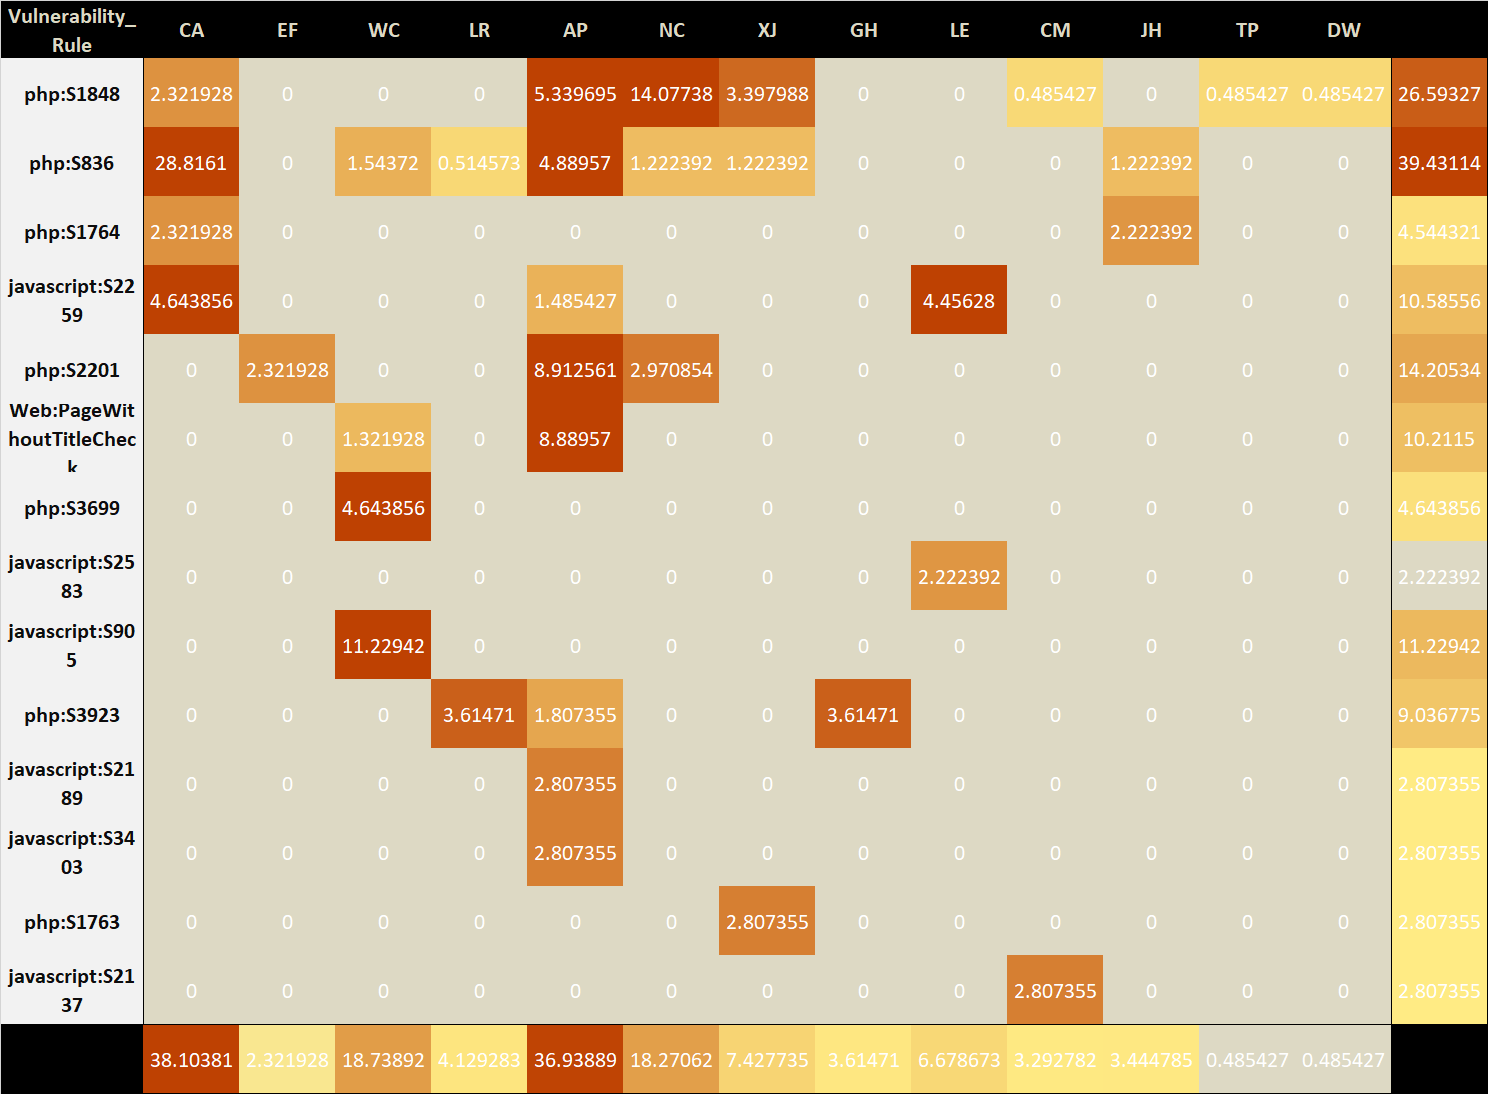 Vulnerability_
Rule CA EF WC LR AP NC XJ GH LE CM JH TP DW
php:S1848 2.321928 0 0 0 5.339695 14.07738 3.397988 0 0 0.485427 0 0.485427 0.485427 26.59327
php:S836 28.8161 0 1.54372 0.514573 4.88957 1.222392 1.222392 0 0 0 1.222392 0 0 39.43114
php:S1764 2.321928 0 0 0 0 0 0 0 0 0 2.222392 0 0 4.544321
javascript:S22
59 4.643856 0 0 0 1.485427 0 0 0 4.45628 0 0 0 0 10.58556
php:S2201 0 2.321928 0 0 8.912561 2.970854 0 0 0 0 0 0 0 14.20534
Web:PageWit
houtTitleChec
k 0 0 1.321928 0 8.88957 0 0 0 0 0 0 0 0 10.2115
php:S3699 0 0 4.643856 0 0 0 0 0 0 0 0 0 0 4.643856
javascript:S25
83 0 0 0 0 0 0 0 0 2.222392 0 0 0 0 2.222392
javascript:S90
5 0 0 11.22942 0 0 0 0 0 0 0 0 0 0 11.22942
php:S3923 0 0 0 3.61471 1.807355 0 0 3.61471 0 0 0 0 0 9.036775
javascript:S21
89 0 0 0 0 2.807355 0 0 0 0 0 0 0 0 2.807355
javascript:S34
03 0 0 0 0 2.807355 0 0 0 0 0 0 0 0 2.807355
php:S1763 0 0 0 0 0 0 2.807355 0 0 0 0 0 0 2.807355
javascript:S21
37 0 0 0 0 0 0 0 0 0 2.807355 0 0 0 2.807355
38.10381 2.321928 18.73892 4.129283 36.93889 18.27062 7.427735 3.61471 6.678673 3.292782 3.444785 0.485427 0.485427